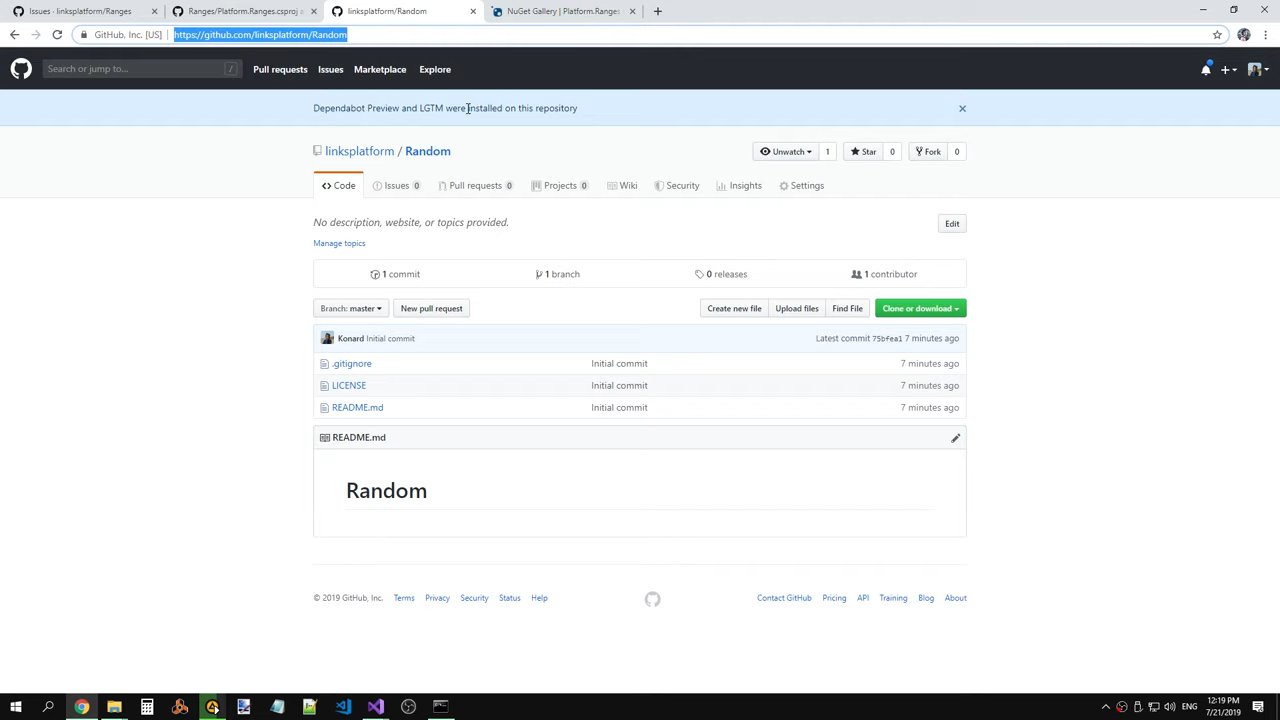 Issues · linksplatform/Ranges
Ranges/Platform.Ranges.csproj
linksplatform/Random
NuGet Gallery | Platform.Ranges
GitHub, Inc. [US]
https://github.com/linksplatform/Random
Search or jump to...
/
Pull requests
Issues
Marketplace
Explore
Dependabot Preview and LGTM were installed on this repository
linksplatform / Random
Unwatch 1
Star 0
Fork 0
Code
Issues 0
Pull requests 0
Projects 0
Wiki
Security
Insights
Settings
No description, website, or topics provided.
Edit
Manage topics
1 commit
1 branch
0 releases
1 contributor
Branch: master
New pull request
Create new file
Upload files
Find File
Clone or download
Konard Initial commit
Latest commit 75bfea1 7 minutes ago
.gitignore Initial commit 7 minutes ago
LICENSE Initial commit 7 minutes ago
README.md Initial commit 7 minutes ago
README.md
Random
© 2019 GitHub, Inc.
Terms
Privacy
Security
Status
Help
Contact GitHub
Pricing
API
Training
Blog
About
12:19 PM
7/21/2019